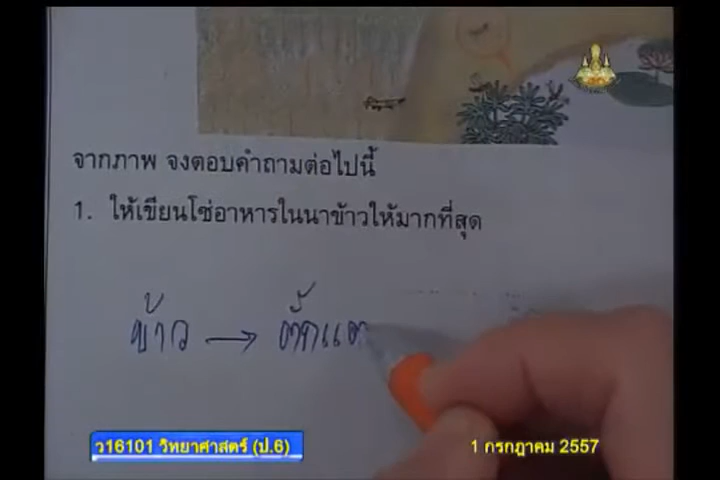 จากภาพ จงตอบคำถามต่อไปนี้
1. ให้เขียนโซ่อาหารในนาข้าวให้มากที่สุด
ข้าว → ตั๊กแต
ว16101 วิทยาศาสตร์ (ป.6)
1 กรกฎาคม 2557